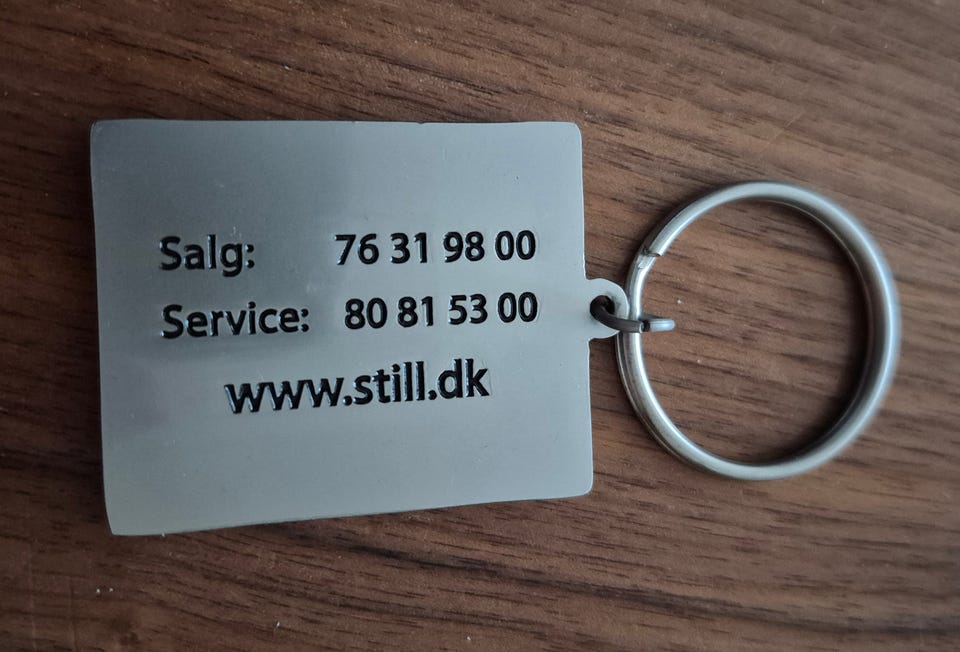 Salg: 76 31 98 00
Service: 80 81 53 00
www.still.dk